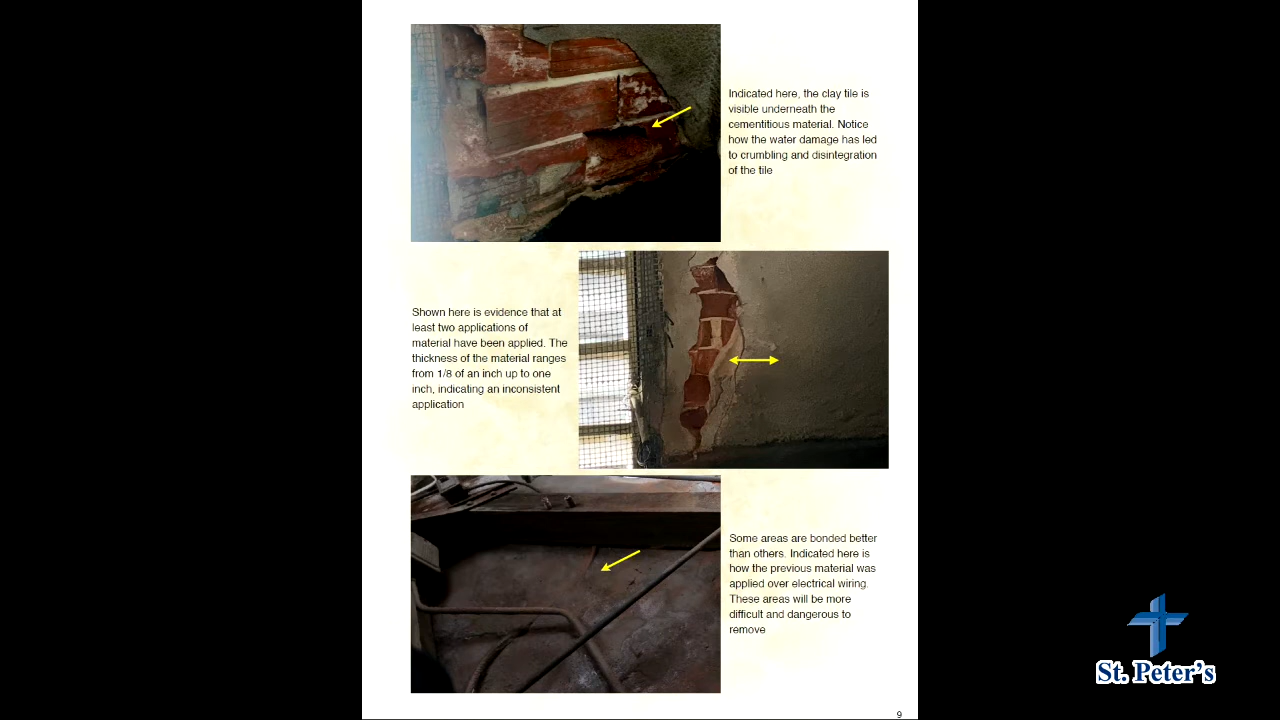 Indicated here, the clay tile is
visible underneath the
cementitious material. Notice
how the water damage has led
to crumbling and disintegration
of the tile
Shown here is evidence that at
least two applications of
material have been applied. The
thickness of the material ranges
from 1/8 of an inch up to one
inch, indicating an inconsistent
application
Some areas are bonded better
than others. Indicated here is
how the previous material was
applied over electrical wiring.
These areas will be more
difficult and dangerous to
remove
St. Peter's
9